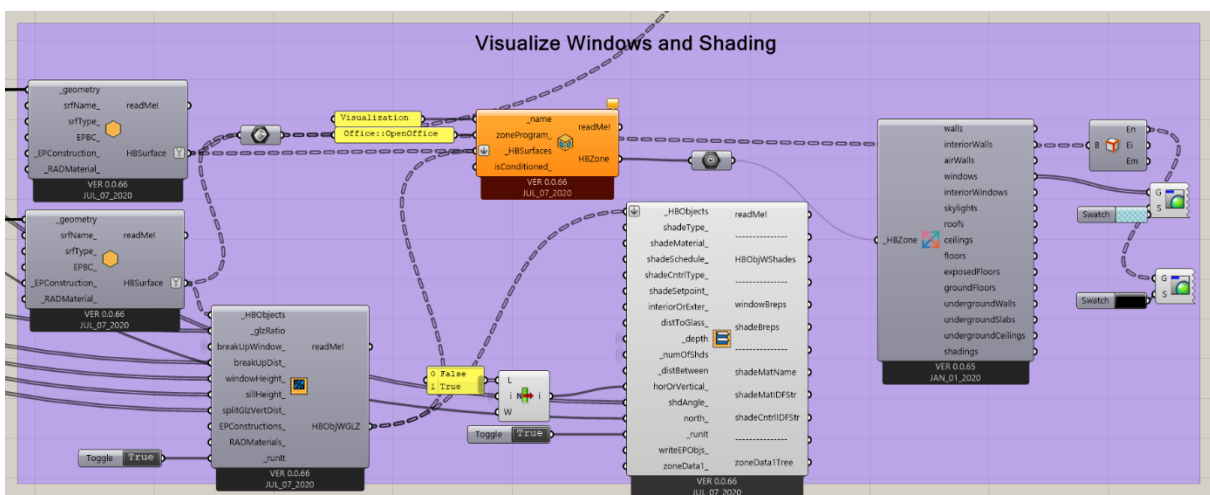 Visualize Windows and Shading
_geometry
srfName_
readMe!
srfType_
EPBC_
_EPConstruction_
HBSurface
_RADMaterial_
VER 0.0.66
JUL_07_2020
_geometry
srfName_
readMe!
srfType_
EPBC_
_EPConstruction_
HBSurface
_RADMaterial_
VER 0.0.66
JUL_07_2020
Visualization
Office::OpenOffice
_name
readMe!
zoneProgram_
_HBSurfaces
HBZone
isConditioned_
VER 0.0.66
JUL_07_2020
_HBObjects
_glzRatio
breakUpWindow_
readMe!
breakUpDist_
windowHeight_
sillHeight_
splitGlzVertDist_
EPConstructions_
HBObjWGLZ
RADMaterials_
_runIt
VER 0.0.66
JUL_07_2020
Toggle True
0 False
1 True
L
i N i
W
Toggle True
_HBObjects
readMe!
shadeType_
---------------
shadeMaterial_
shadeSchedule_
HBObjWShades
shadeCntrlType_
---------------
shadeSetpoint_
interiorOrExter_
windowBreps
distToGlass_
shadeBreps
_depth
_numOfShds
---------------
_distBetween
shadeMatName
horOrVertical_
shadeMatIDFStr
shdAngle_
north_
shadeCntrlIDFStr
_runIt
---------------
writeEPObjs_
zoneData1_
zoneData1Tree
VER 0.0.66
JUL_07_2020
_HBZone
walls
interiorWalls
airWalls
windows
interiorWindows
skylights
roofs
ceilings
floors
exposedFloors
groundFloors
undergroundWalls
undergroundSlabs
undergroundCeilings
shadings
VER 0.0.65
JAN_01_2020
En
B Ei
Em
G
S
Swatch
G
S
Swatch